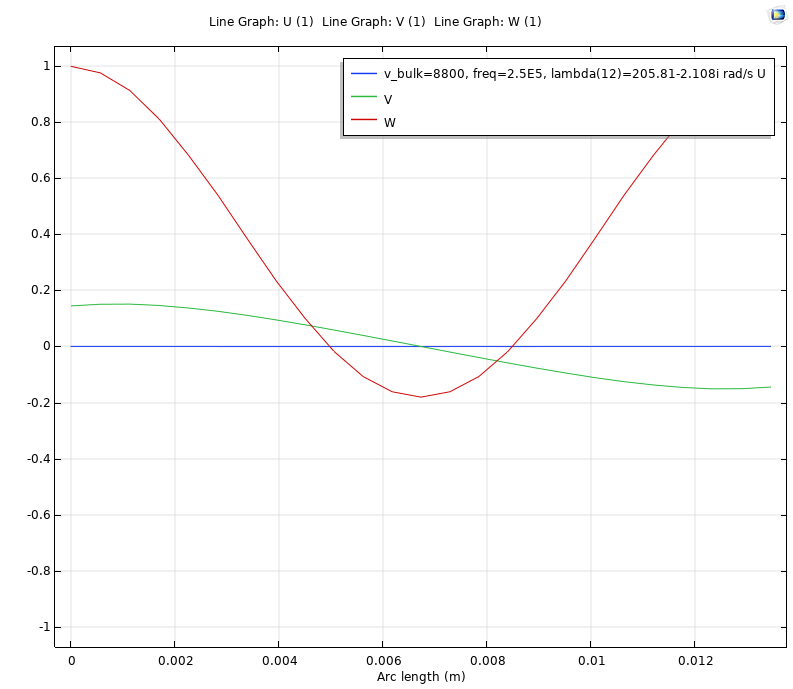 Line Graph: U (1)  Line Graph: V (1)  Line Graph: W (1)
v_bulk=8800, freq=2.5E5, lambda(12)=205.81-2.108i rad/s U
V
W
1
0.8
0.6
0.4
0.2
0
-0.2
-0.4
-0.6
-0.8
-1
0 0.002 0.004 0.006 0.008 0.01 0.012
Arc length (m)